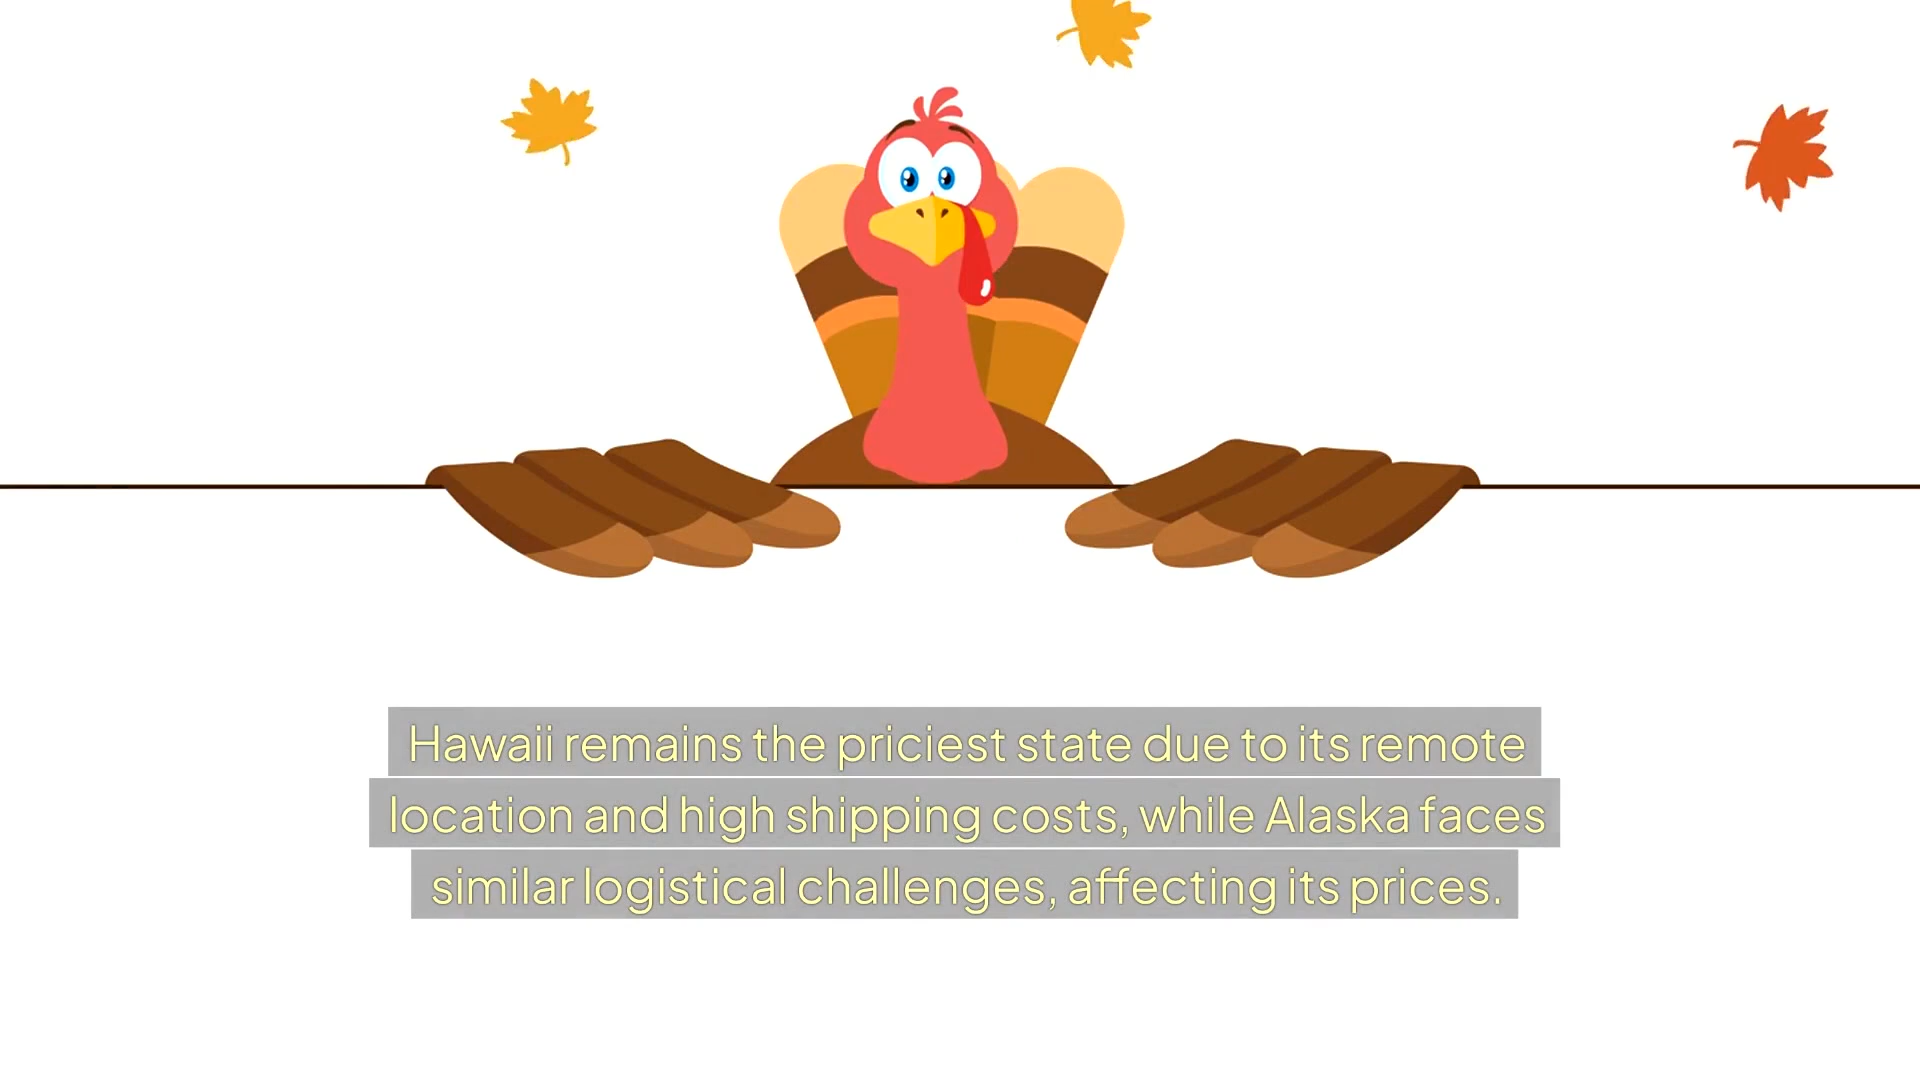 Hawaii remains the priciest state due to its remote
location and high shipping costs, while Alaska faces
similar logistical challenges, affecting its prices.